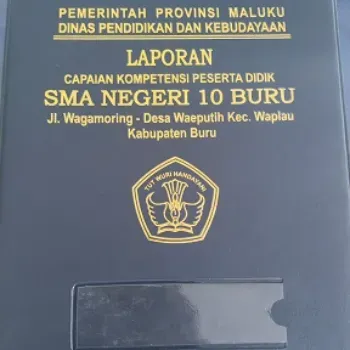 PEMERINTAH PROVINSI MALUKU
DINAS PENDIDIKAN DAN KEBUDAYAAN
LAPORAN
CAPAIAN KOMPETENSI PESERTA DIDIK
SMA NEGERI 10 BURU
Jl. Wagamoring - Desa Waeputih Kec. Waplau
Kabupaten Buru
TUT WURI HANDAYANI